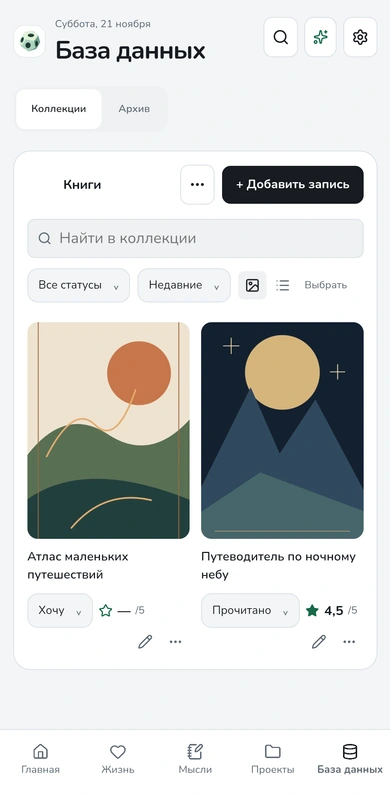 Суббота, 21 ноября
База данных
Коллекции Архив
Книги ••• + Добавить запись
Найти в коллекции
Все статусы Недавние Выбрать
Атлас маленьких
путешествий
Путеводитель по ночному
небу
Хочу — /5
Прочитано 4,5 /5
Главная Жизнь Мысли Проекты База данных